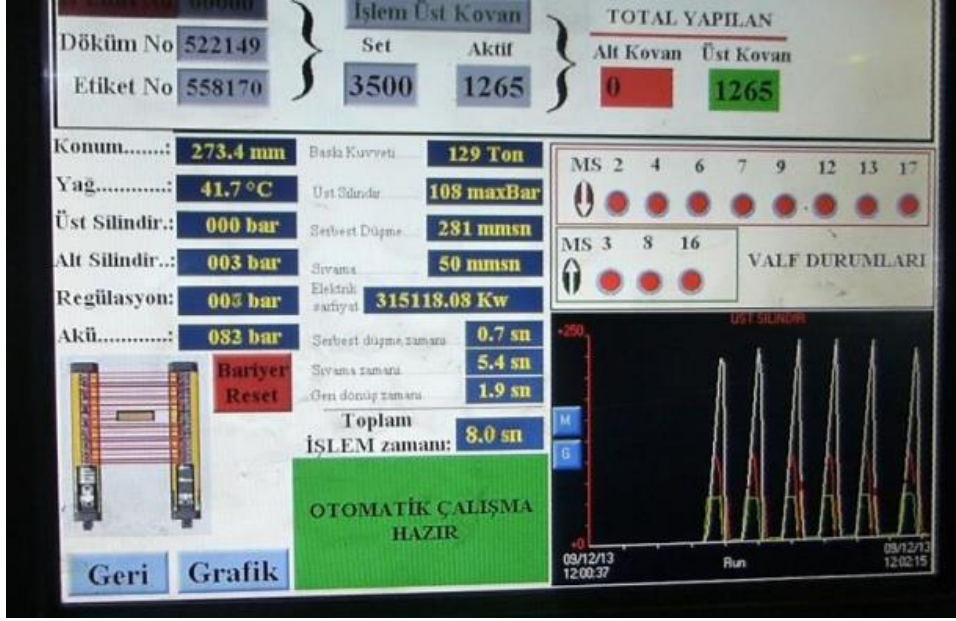 00000
İşlem Üst Kovan
TOTAL YAPILAN
Döküm No 522149
Set Aktif
Alt Kovan Üst Kovan
Etiket No 558170
3500 1265
0 1265
Konum.......: 273.4 mm
Yağ............: 41.7 °C
Üst Silindir.: 000 bar
Alt Silindir..: 003 bar
Regülasyon: bar
Akü...........: 082 bar
Bariyer
Reset
Geri Grafik
Baskı Kuvveti 129 Ton
Üst Silindir 108 maxBar
Serbest Düşme 281 mmsn
Sıvama 50 mmsn
Elektrik
sarfiyat 315118.08 Kw
Serbest düşme zamanı 0.7 sn
Sıvama zamanı 5.4 sn
Geri dönüş zamanı 1.9 sn
Toplam
İŞLEM zamanı: 8.0 sn
OTOMATİK ÇALIŞMA
HAZIR
MS 2 4 6 7 9 12 13 17
MS 3 8 16
VALF DURUMLARI
ÜST SİLİNDİR
+250
M
G
+0
09/12/13
12:00:37
Run
09/12/13
12:02:15